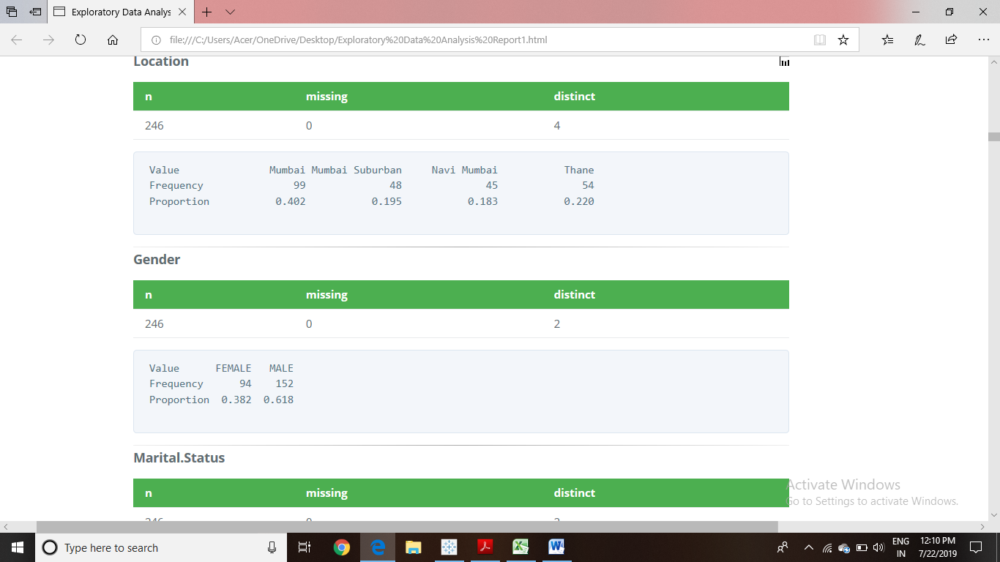 Exploratory Data Analys
file:///C:/Users/Acer/OneDrive/Desktop/Exploratory%20Data%20Analysis%20Report1.html
Location
n missing distinct
246 0 4
Value Mumbai Mumbai Suburban Navi Mumbai Thane
Frequency 99 48 45 54
Proportion 0.402 0.195 0.183 0.220
Gender
n missing distinct
246 0 2
Value FEMALE MALE
Frequency 94 152
Proportion 0.382 0.618
Marital.Status
n missing distinct
246 0 2
Activate Windows
Go to Settings to activate Windows.
Type here to search
ENG 12:10 PM
IN 7/22/2019